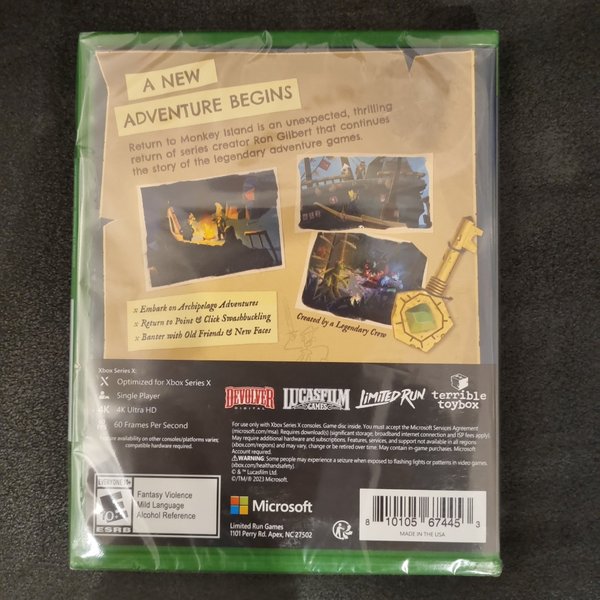 A NEW
ADVENTURE BEGINS
Return to Monkey Island is an unexpected, thrilling
return of series creator Ron Gilbert that continues
the story of the legendary adventure games.
x Embark on Archipelago Adventures
x Return to Point & Click Swashbuckling
x Banter with Old Friends & New Faces
Created by a Legendary Crew
Xbox Series X:
X Optimized for Xbox Series X
Single Player
4K 4K Ultra HD
60 Frames Per Second
Feature availability on other consoles/platforms varies;
compatible hardware required.
DEVOLVER
DIGITAL
LUCASFILM
GAMES
LIMITED RUN
terrible
toybox
For use only with Xbox Series X consoles. Game disc inside. You must accept the Microsoft Services Agreement
(microsoft.com/msa). Requires download(s) (significant storage, broadband internet connection and ISP fees apply).
May require additional hardware and subscriptions. Features, services, and support not available in all regions
(xbox.com/regions) and may vary, change or be retired over time. May contain in-game purchases. Microsoft
Account required.
WARNING: Some people may experience a seizure when exposed to flashing lights or patterns in video games.
(xbox.com/healthandsafety)
© & ™ Lucasfilm Ltd.
©/TM/® 2023 Microsoft
EVERYONE 10+
E
10+
ESRB
Fantasy Violence
Mild Language
Alcohol Reference
Microsoft
Limited Run Games
1101 Perry Rd. Apex, NC 27502
8 10105 67445 3
MADE IN THE USA